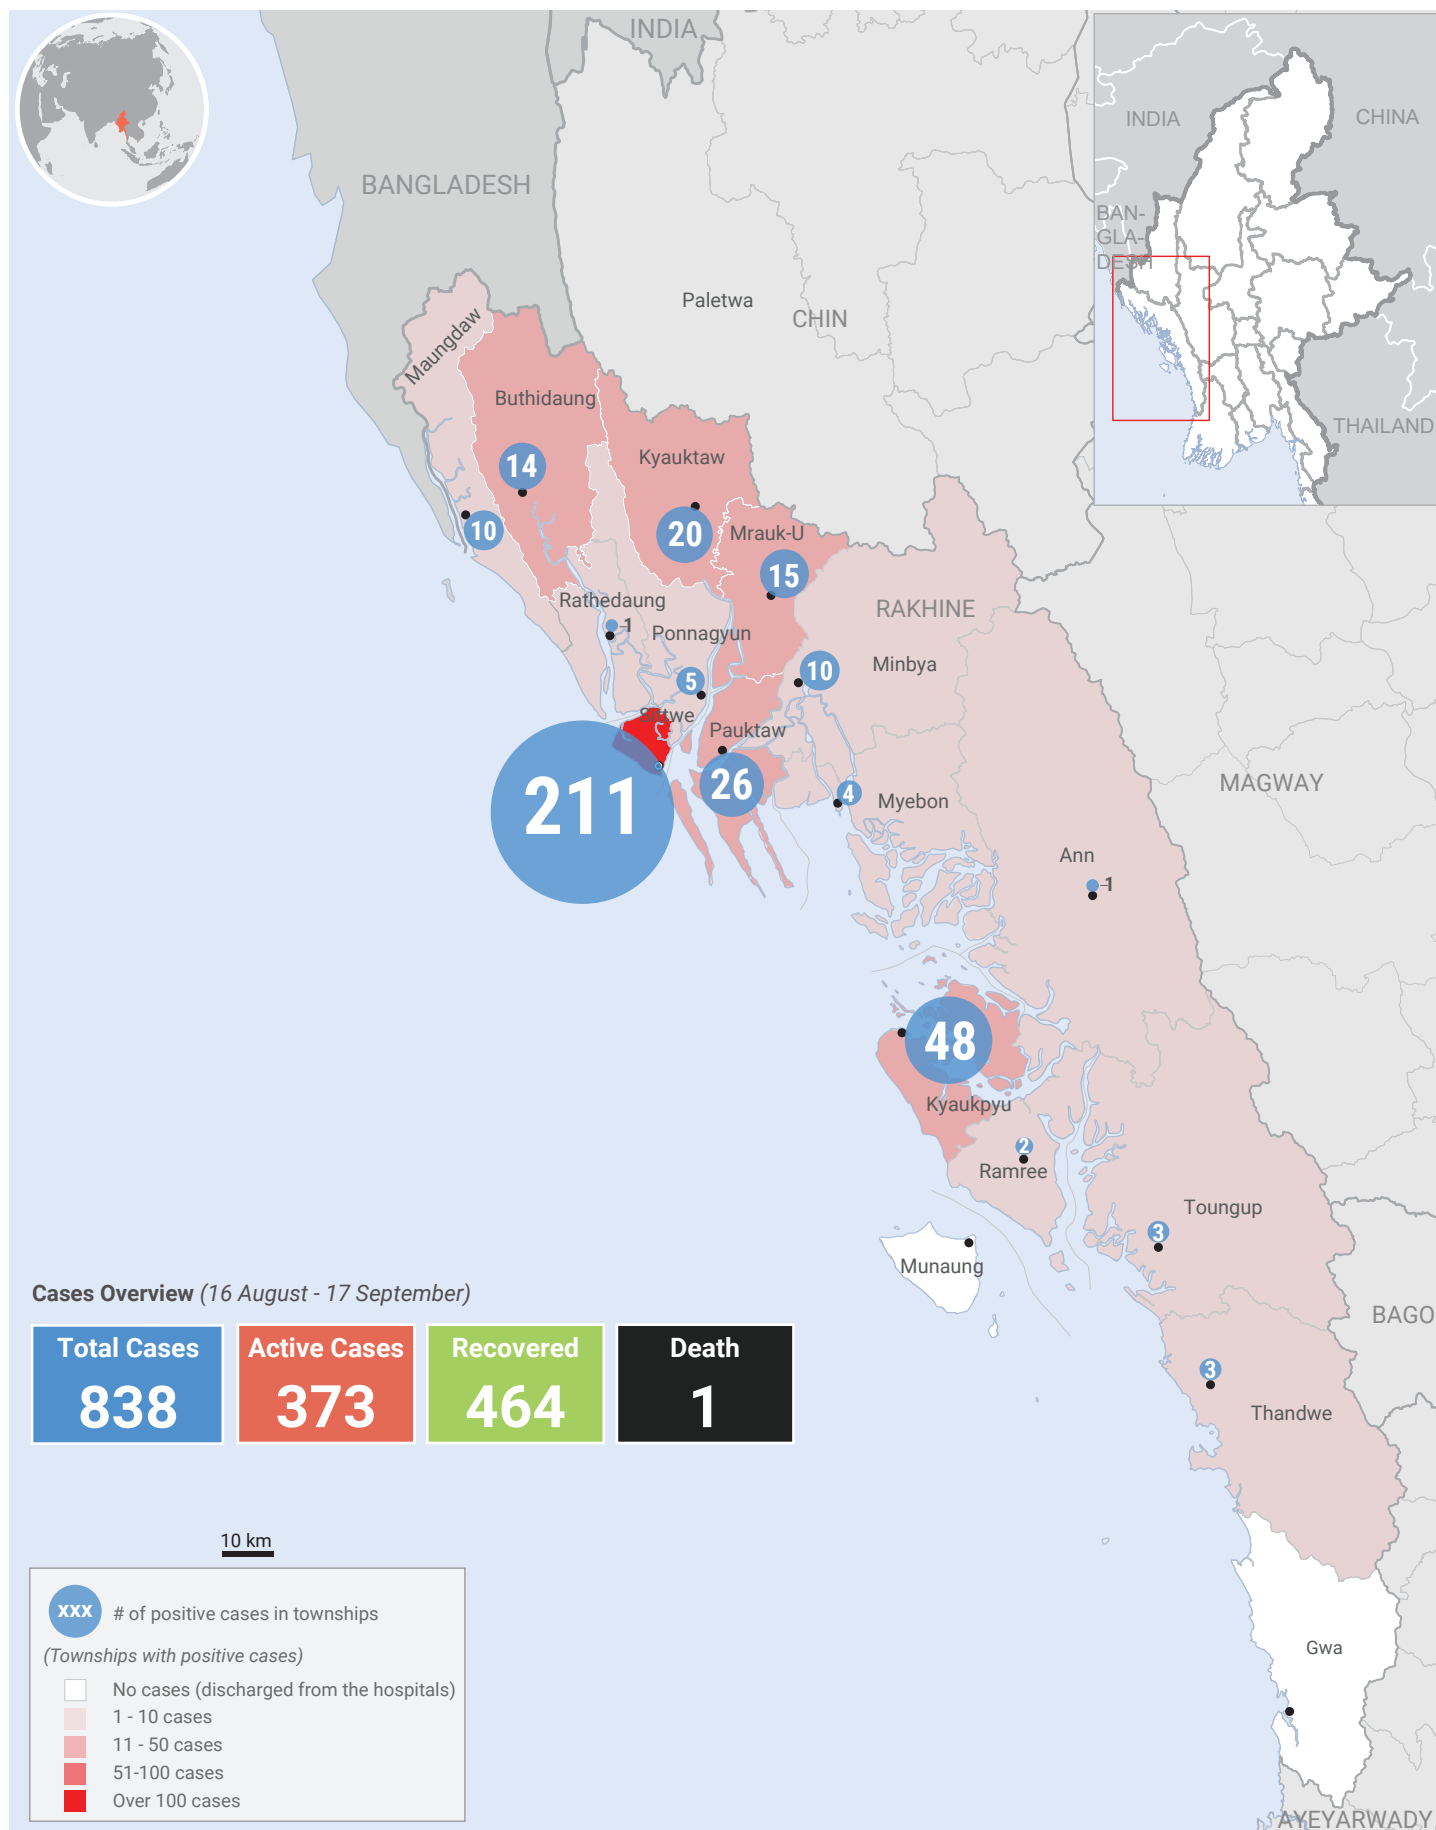 INDIA
BANGLADESH
INDIA
CHINA
BAN-
GLA-
DESH
THAILAND
Paletwa
CHIN
Maungdaw
Buthidaung
14
10
Kyauktaw
20
Mrauk-U
15
Rathedaung
1
Ponnagyun
5
RAKHINE
Minbya
10
Sittwe
211
Pauktaw
26
4
Myebon
MAGWAY
Ann
1
48
Kyaukpyu
2
Ramree
Toungup
3
Munaung
BAGO
3
Thandwe
Gwa
AYEYARWADY
Cases Overview (16 August - 17 September)
Total Cases
838
Active Cases
373
Recovered
464
Death
1
10 km
xxx # of positive cases in townships
(Townships with positive cases)
No cases (discharged from the hospitals)
1 - 10 cases
11 - 50 cases
51-100 cases
Over 100 cases